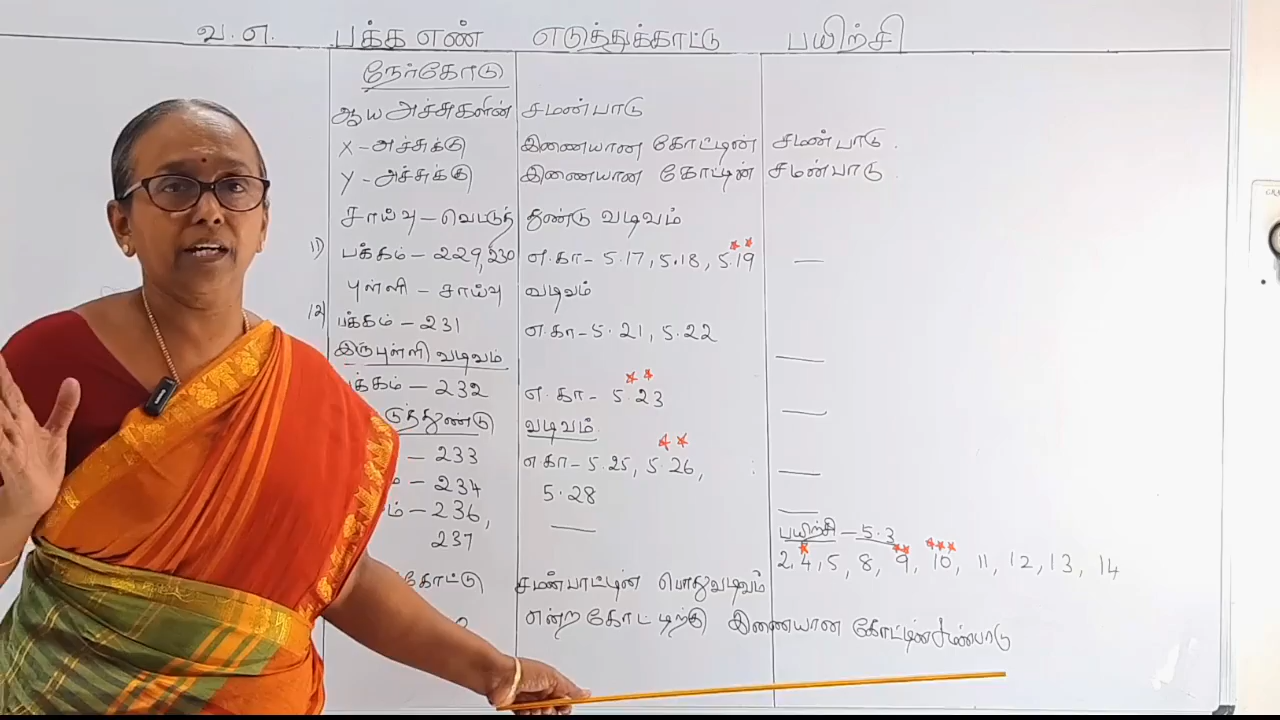 வ.எ. பக்க எண் எடுத்துக்காட்டு பயிற்சி
நேர்கோடு
ஆய அச்சுகளின் சமன்பாடு
X-அச்சுக்கு இணையான கோட்டின் சமன்பாடு.
Y-அச்சுக்கு இணையான கோட்டின் சமன்பாடு.
சாய்வு - வெட்டுத் துண்டு வடிவம்
11) பக்கம் - 229, 230 எ.கா - 5.17, 5.18, 5.19 —
புள்ளி - சாய்வு வடிவம்
12) பக்கம் - 231 எ.கா - 5.21, 5.22 —
இருபுள்ளி வடிவம்
பக்கம் - 232 எ.கா - 5.23 —
டுத்துண்டு வடிவம்
- 233 எ.கா - 5.25, 5.26, —
- 234 5.28 —
கம் - 236, — பயிற்சி - 5.3
237 2, 4, 5, 8, 9, 10, 11, 12, 13, 14
கோட்டு சமன்பாட்டின் பொதுவடிவம்
என்ற கோட்டிற்கு இணையான கோட்டின் சமன்பாடு